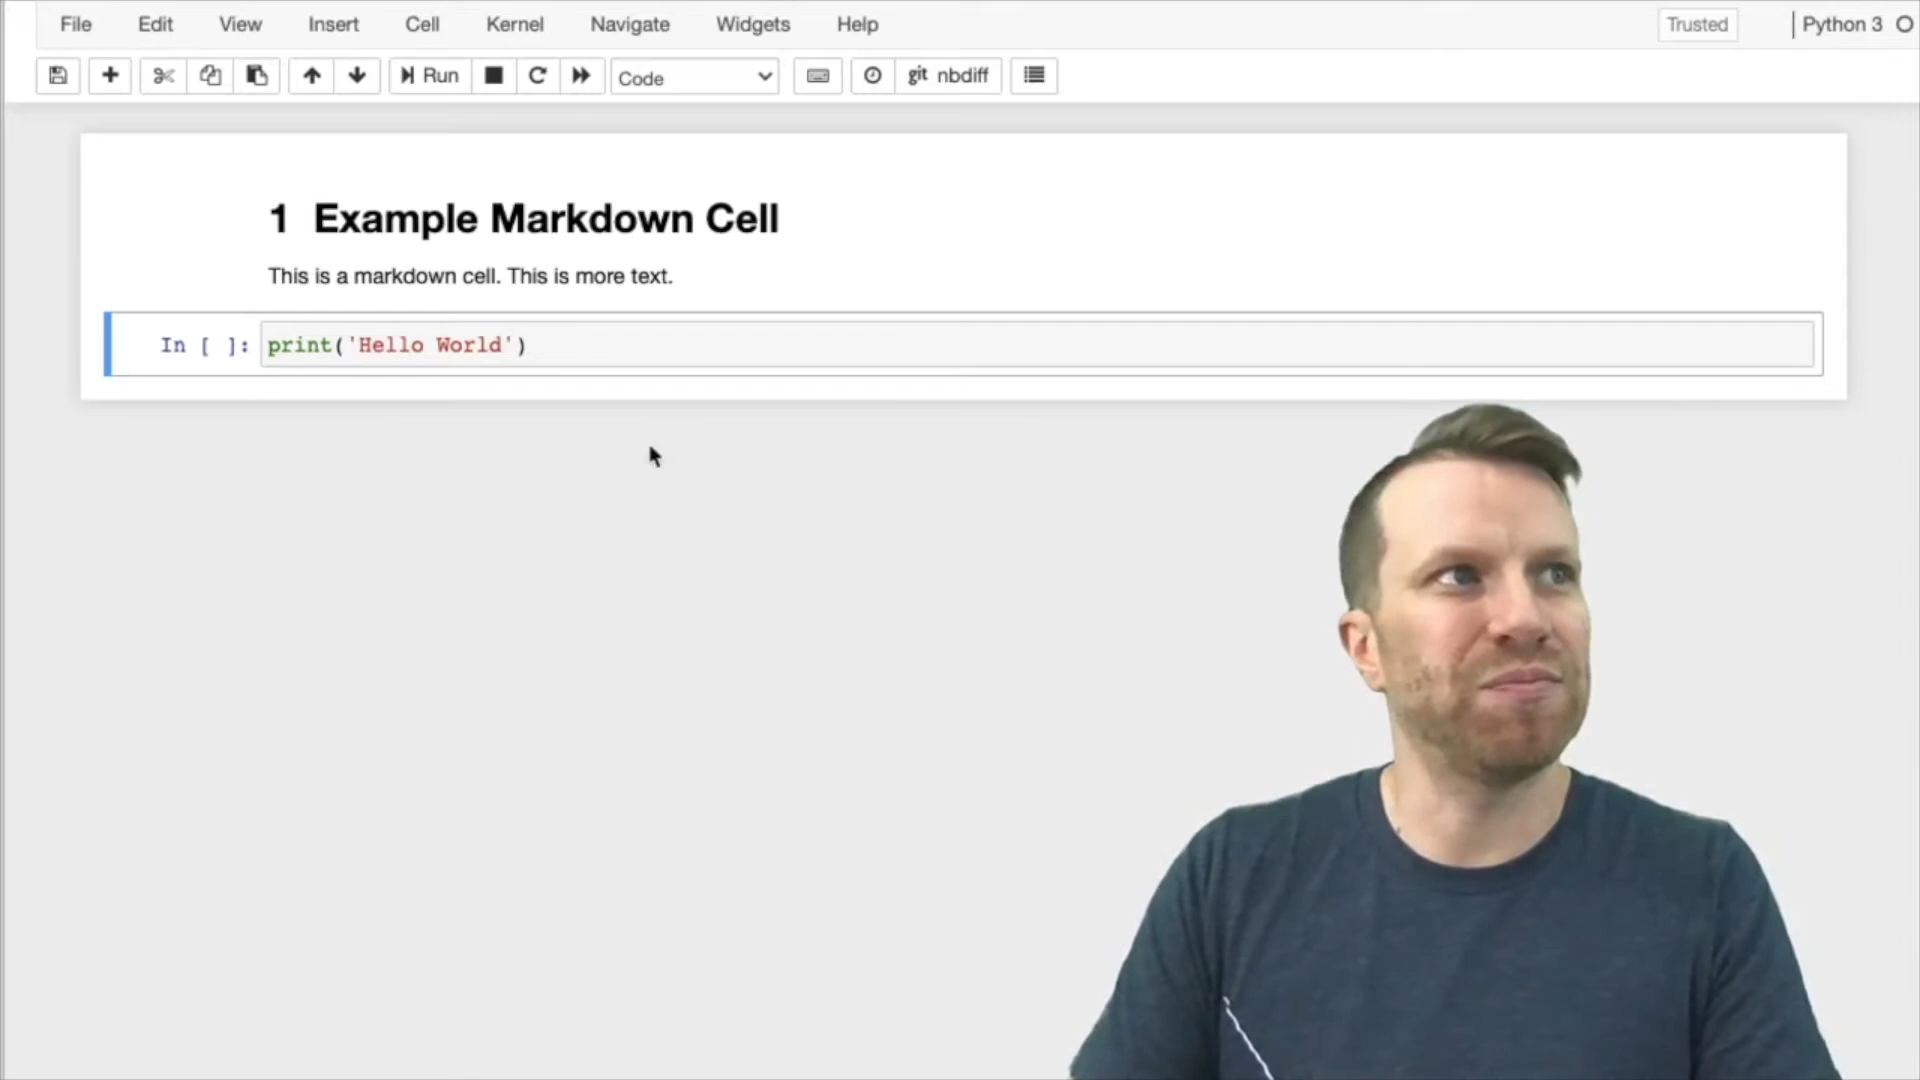 File Edit View Insert Cell Kernel Navigate Widgets Help Trusted Python 3
Run Code git nbdiff
1 Example Markdown Cell
This is a markdown cell. This is more text.
In [ ]: print('Hello World')